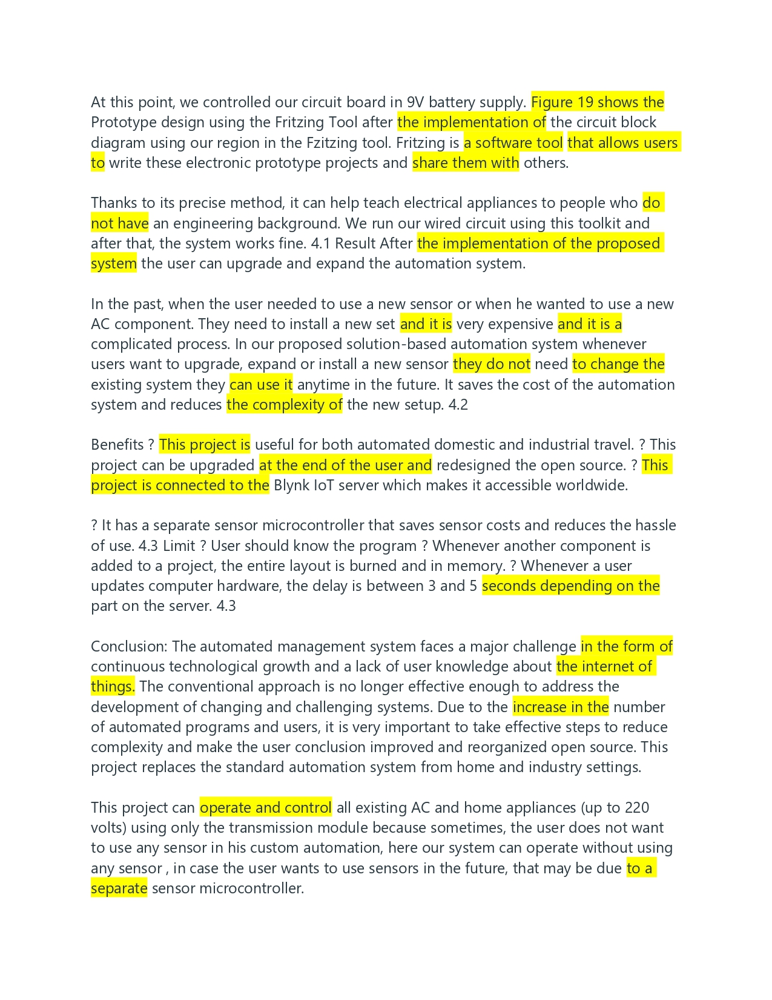 At this point, we controlled our circuit board in 9V battery supply. Figure 19 shows the
Prototype design using the Fritzing Tool after the implementation of the circuit block
diagram using our region in the Fzitzing tool. Fritzing is a software tool that allows users
to write these electronic prototype projects and share them with others.
Thanks to its precise method, it can help teach electrical appliances to people who do
not have an engineering background. We run our wired circuit using this toolkit and
after that, the system works fine. 4.1 Result After the implementation of the proposed
system the user can upgrade and expand the automation system.
In the past, when the user needed to use a new sensor or when he wanted to use a new
AC component. They need to install a new set and it is very expensive and it is a
complicated process. In our proposed solution-based automation system whenever
users want to upgrade, expand or install a new sensor they do not need to change the
existing system they can use it anytime in the future. It saves the cost of the automation
system and reduces the complexity of the new setup. 4.2
Benefits ? This project is useful for both automated domestic and industrial travel. ? This
project can be upgraded at the end of the user and redesigned the open source. ? This
project is connected to the Blynk IoT server which makes it accessible worldwide.
? It has a separate sensor microcontroller that saves sensor costs and reduces the hassle
of use. 4.3 Limit ? User should know the program ? Whenever another component is
added to a project, the entire layout is burned and in memory. ? Whenever a user
updates computer hardware, the delay is between 3 and 5 seconds depending on the
part on the server. 4.3
Conclusion: The automated management system faces a major challenge in the form of
continuous technological growth and a lack of user knowledge about the internet of
things. The conventional approach is no longer effective enough to address the
development of changing and challenging systems. Due to the increase in the number
of automated programs and users, it is very important to take effective steps to reduce
complexity and make the user conclusion improved and reorganized open source. This
project replaces the standard automation system from home and industry settings.
This project can operate and control all existing AC and home appliances (up to 220
volts) using only the transmission module because sometimes, the user does not want
to use any sensor in his custom automation, here our system can operate without using
any sensor , in case the user wants to use sensors in the future, that may be due to a
separate sensor microcontroller.